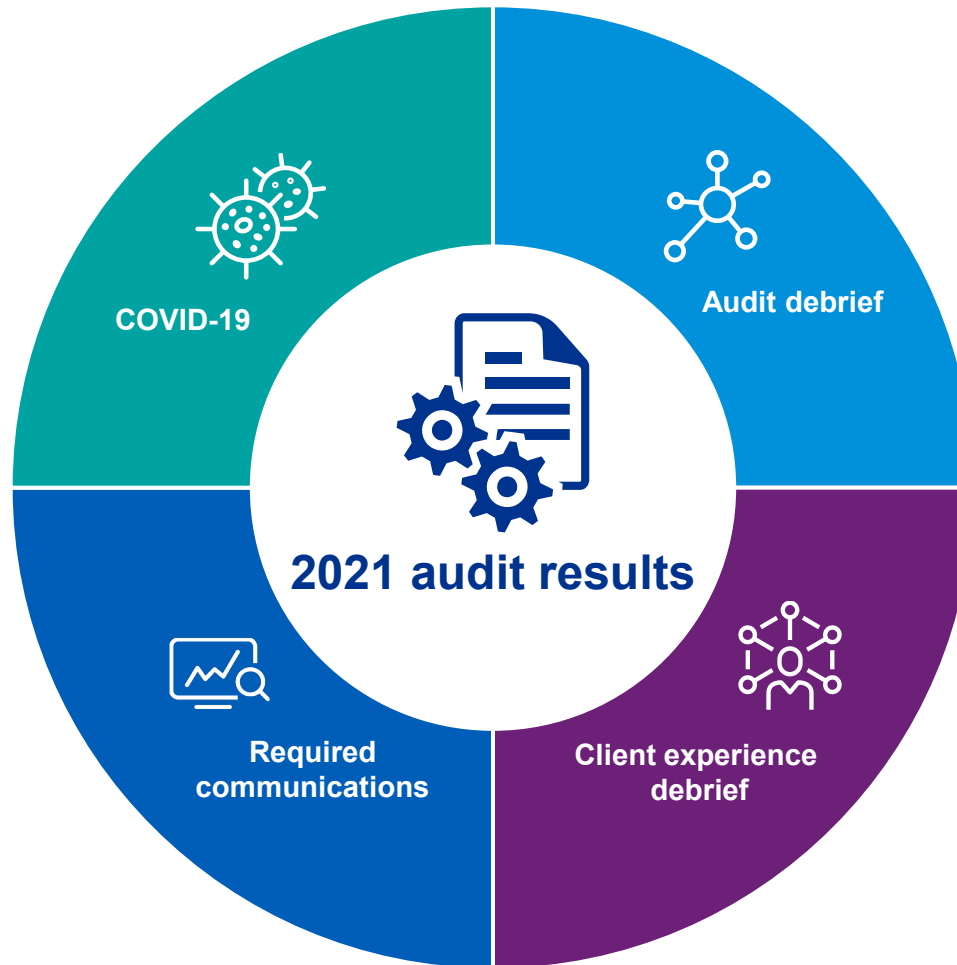 COVID-19
Audit debrief
2021 audit results
Required
communications
Client experience
debrief